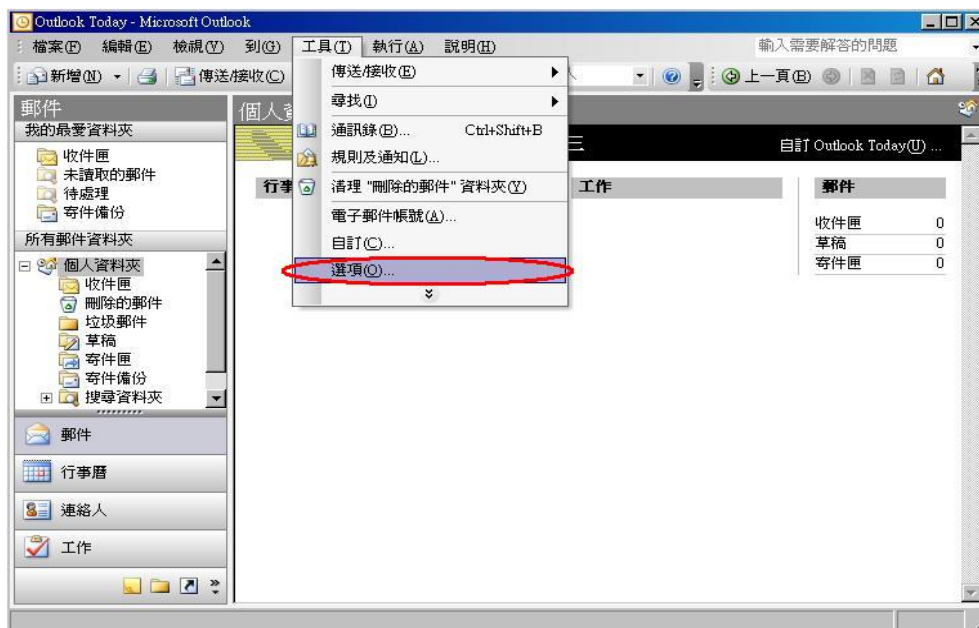 Outlook Today - Microsoft Outlook
檔案(F) 編輯(E) 檢視(V) 到(G) 工具(T) 執行(A) 說明(H) 輸入需要解答的問題
新增(N) 傳送/接收(C) 上一頁(B)
郵件
我的最愛資料夾
收件匣
未讀取的郵件
待處理
寄件備份
所有郵件資料夾
個人資料夾
收件匣
刪除的郵件
垃圾郵件
草稿
寄件匣
寄件備份
搜尋資料夾
郵件
行事曆
連絡人
工作
傳送/接收(E)
尋找(I)
通訊錄(B)... Ctrl+Shift+B
規則及通知(L)...
清理 "刪除的郵件" 資料夾(Y)
電子郵件帳號(A)...
自訂(C)...
選項(O)...
個人
三 自訂 Outlook Today(U) ...
行事 工作 郵件
收件匣 0
草稿 0
寄件匣 0